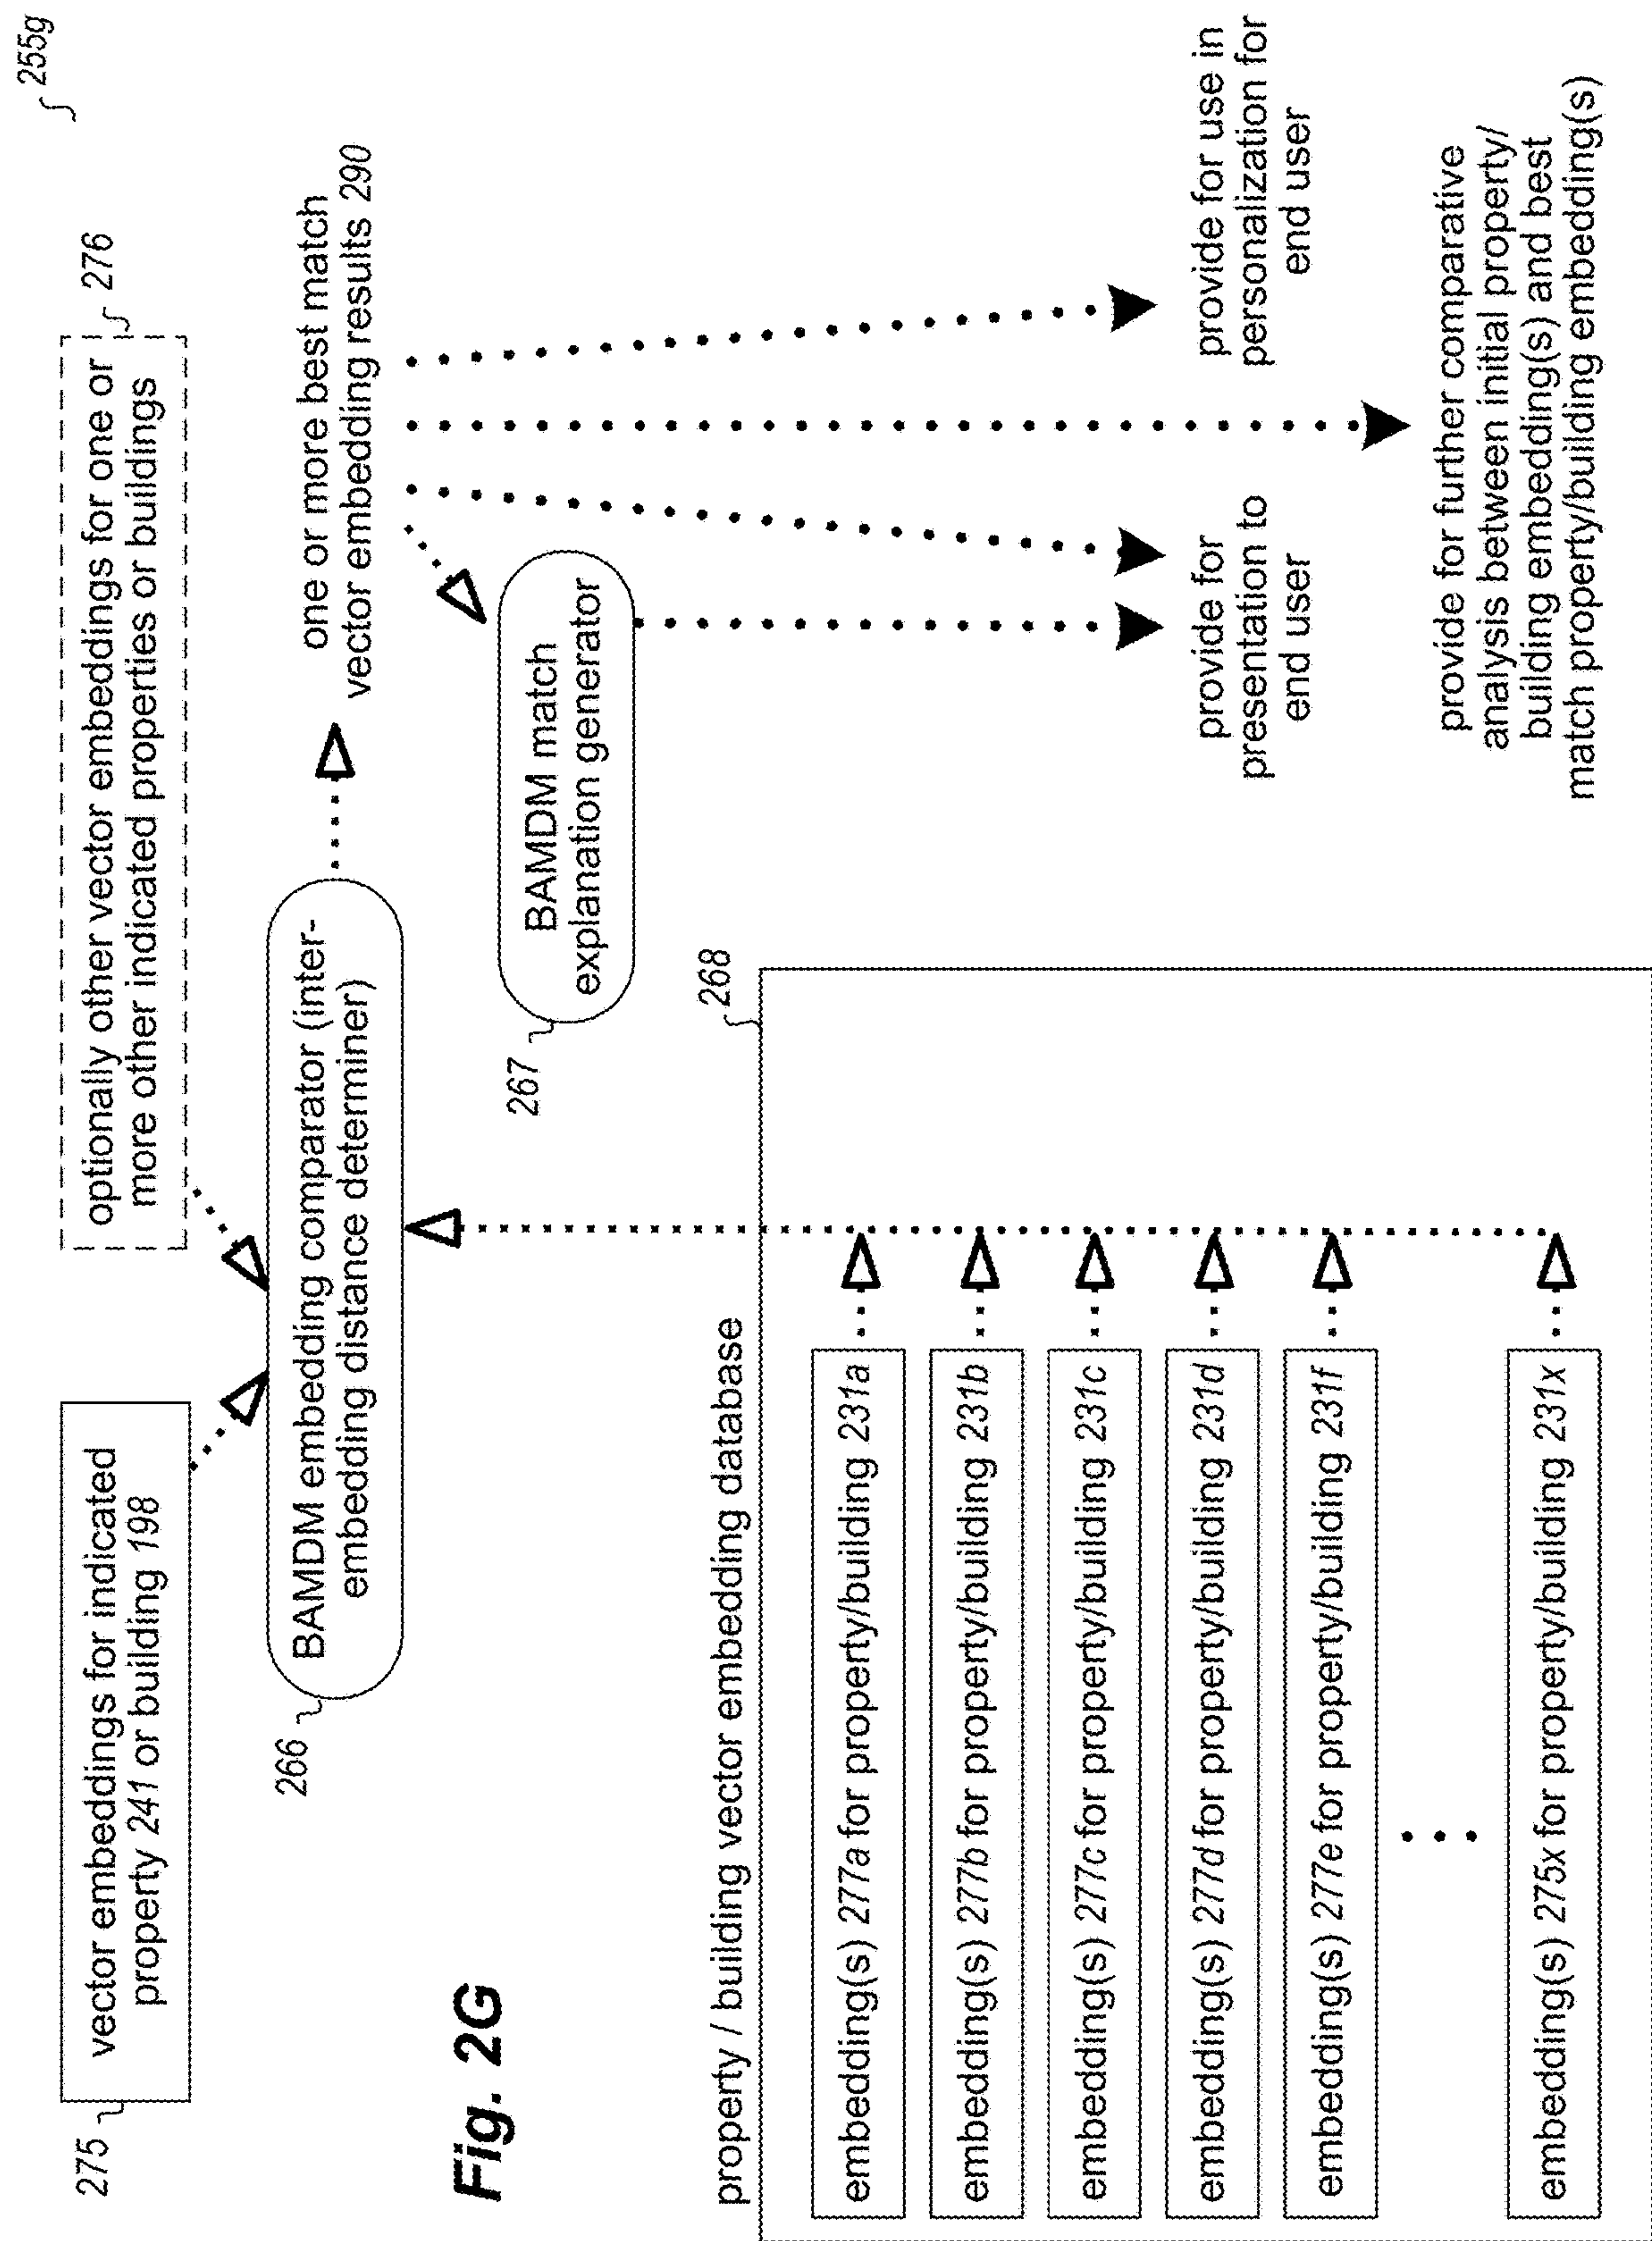 255g
275
vector embeddings for indicated
property 241 or building 198
optionally other vector embeddings for one or
more other indicated properties or buildings
276
266
BAMDM embedding comparator (inter-
embedding distance determiner)
one or more best match
vector embedding results 290
Fig. 2G
267
BAMDM match
explanation generator
property / building vector embedding database
268
embedding(s) 277a for property/building 231a
embedding(s) 277b for property/building 231b
embedding(s) 277c for property/building 231c
embedding(s) 277d for property/building 231d
embedding(s) 277e for property/building 231f
embedding(s) 275x for property/building 231x
provide for
presentation to
end user
provide for use in
personalization for
end user
provide for further comparative
analysis between initial property/
building embedding(s) and best
match property/building embedding(s)